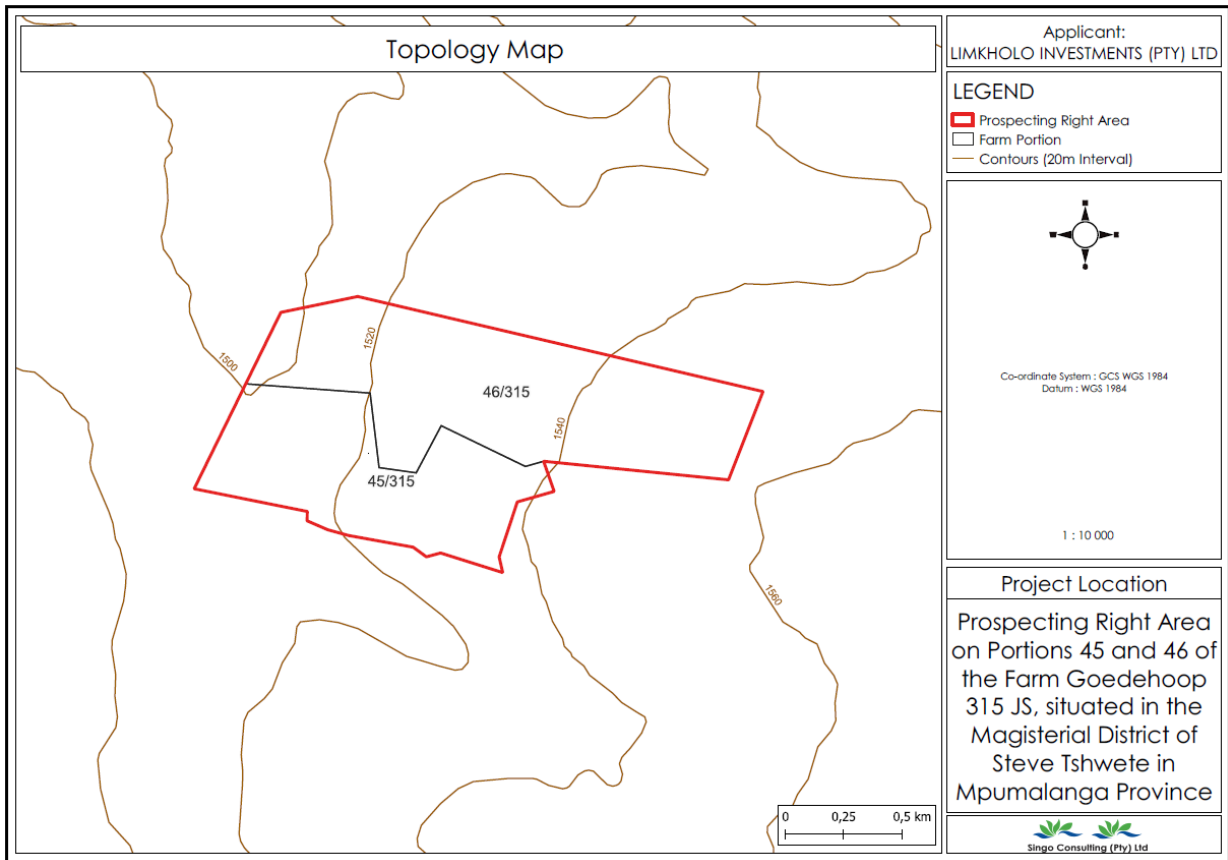 Topology Map
1500
1520
46/315
1540
45/315
1560
0 0,25 0,5 km
Applicant:
LIMKHOLO INVESTMENTS (PTY) LTD
LEGEND
Prospecting Right Area
Farm Portion
Contours (20m Interval)
Co-ordinate System : GCS WGS 1984
Datum : WGS 1984
1 : 10 000
Project Location
Prospecting Right Area
on Portions 45 and 46 of
the Farm Goedehoop
315 JS, situated in the
Magisterial District of
Steve Tshwete in
Mpumalanga Province
Singo Consulting (Pty) Ltd